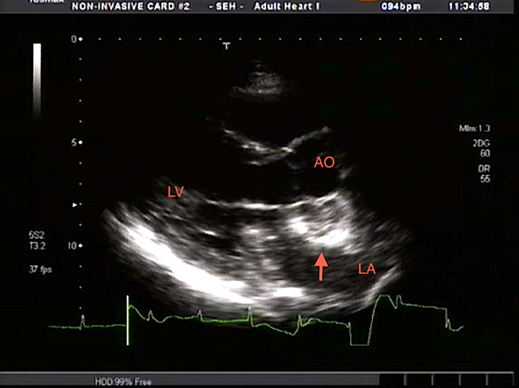 NON-INVASIVE CARD #2 - SEH - Adult Heart 1 094bpm 11:34:58
T
0
5
10
AO
LV
LA
MIm:1.3
2DG
60
DR
55
5S2
T3.2
37 fps
HDD:99% Free